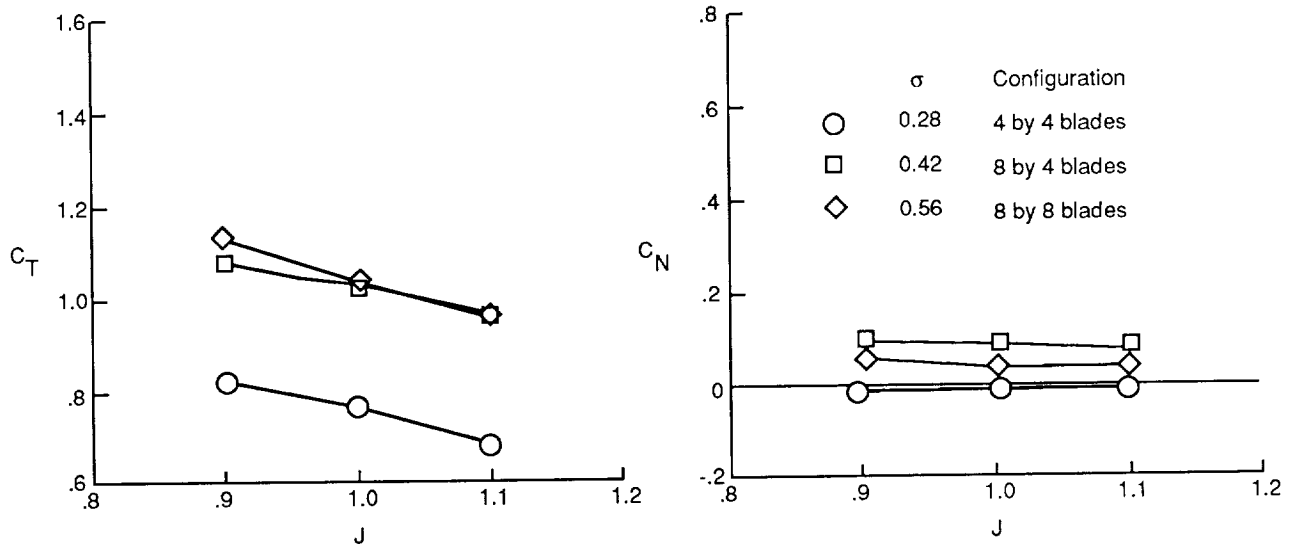 1.6
1.4
1.2
C_T
1.0
.8
.6
.8 .9 1.0 1.1 1.2
J
.8
.6
.4
C_N
.2
0
-.2
.8 .9 1.0 1.1 1.2
J
σ Configuration
0.28 4 by 4 blades
0.42 8 by 4 blades
0.56 8 by 8 blades